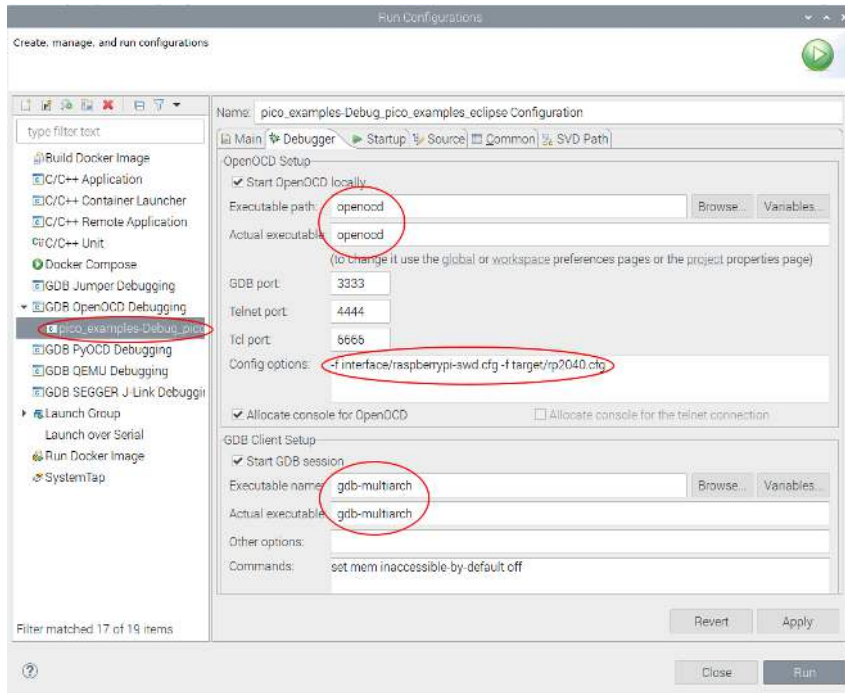 Run Configurations
Create, manage, and run configurations
type filter text
Build Docker Image
C/C++ Application
C/C++ Container Launcher
C/C++ Remote Application
C/C++ Unit
Docker Compose
GDB Jumper Debugging
GDB OpenOCD Debugging
pico_examples-Debug_pico
GDB PyOCD Debugging
GDB QEMU Debugging
GDB SEGGER J-Link Debuggin
Launch Group
Launch over Serial
Run Docker Image
SystemTap
Filter matched 17 of 19 items
Name: pico_examples-Debug_pico_examples_eclipse Configuration
Main Debugger Startup Source Common SVD Path
OpenOCD Setup
Start OpenOCD locally
Executable path: openocd Browse... Variables...
Actual executable: openocd
(to change it use the global or workspace preferences pages or the project properties page)
GDB port: 3333
Telnet port: 4444
Tcl port: 6666
Config options: -f interface/raspberrypi-swd.cfg -f target/rp2040.cfg
Allocate console for OpenOCD Allocate console for the telnet connection
GDB Client Setup
Start GDB session
Executable name: gdb-multiarch Browse... Variables...
Actual executable: gdb-multiarch
Other options:
Commands: set mem inaccessible-by-default off
Revert Apply
Close Run